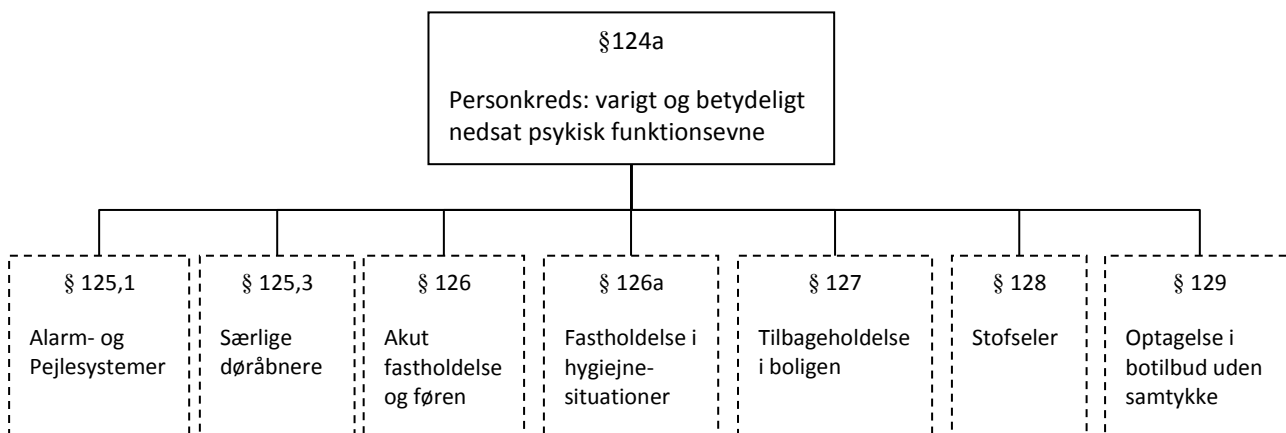 §124a
Personkreds: varigt og betydeligt
nedsat psykisk funktionsevne
§ 125,1
Alarm- og
Pejlesystemer
§ 125,3
Særlige
døråbnere
§ 126
Akut
fastholdelse
og føren
§ 126a
Fastholdelse i
hygiejne-
situationer
§ 127
Tilbageholdelse
i boligen
§ 128
Stofseler
§ 129
Optagelse i
botilbud uden
samtykke